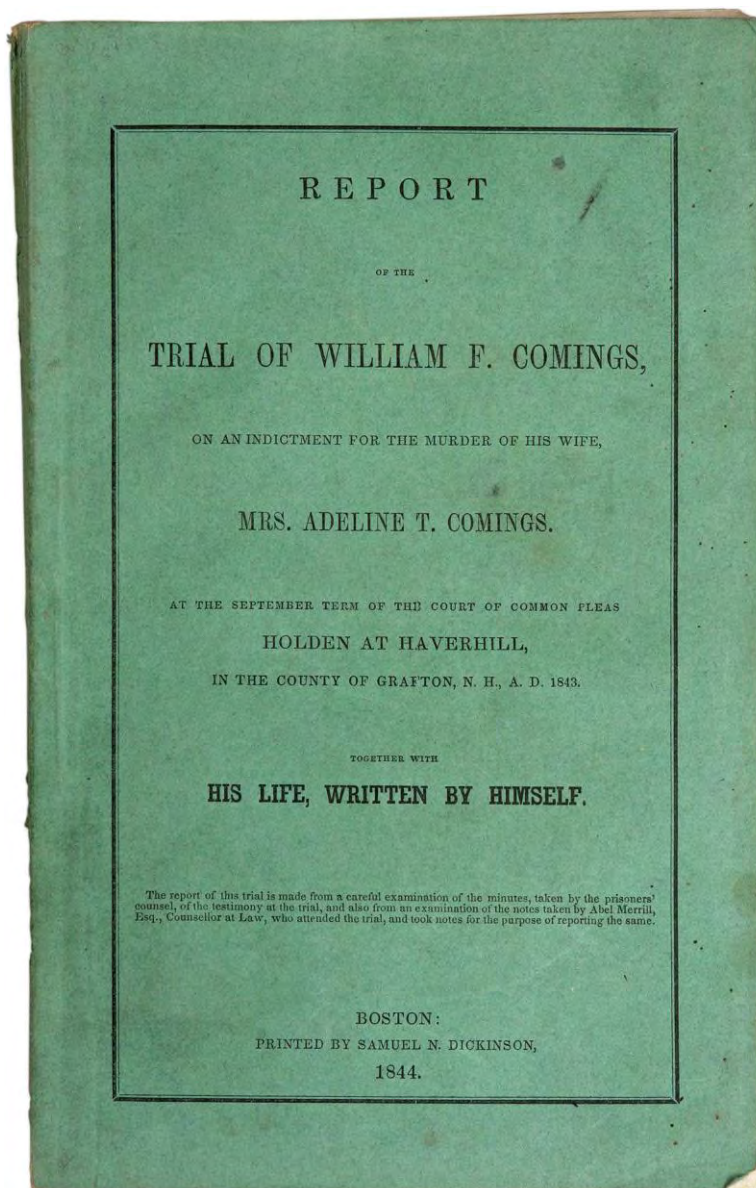 REPORT
OF THE
TRIAL OF WILLIAM F. COMINGS,
ON AN INDICTMENT FOR THE MURDER OF HIS WIFE,
MRS. ADELINE T. COMINGS.
AT THE SEPTEMBER TERM OF THE COURT OF COMMON PLEAS
HOLDEN AT HAVERHILL,
IN THE COUNTY OF GRAFTON, N. H., A. D. 1843.
TOGETHER WITH
HIS LIFE, WRITTEN BY HIMSELF.
The report of this trial is made from a careful examination of the minutes, taken by the prisoners'
counsel, of the testimony at the trial, and also from an examination of the notes taken by Abel Merrill,
Esq., Counsellor at Law, who attended the trial, and took notes for the purpose of reporting the same.
BOSTON:
PRINTED BY SAMUEL N. DICKINSON,
1844.